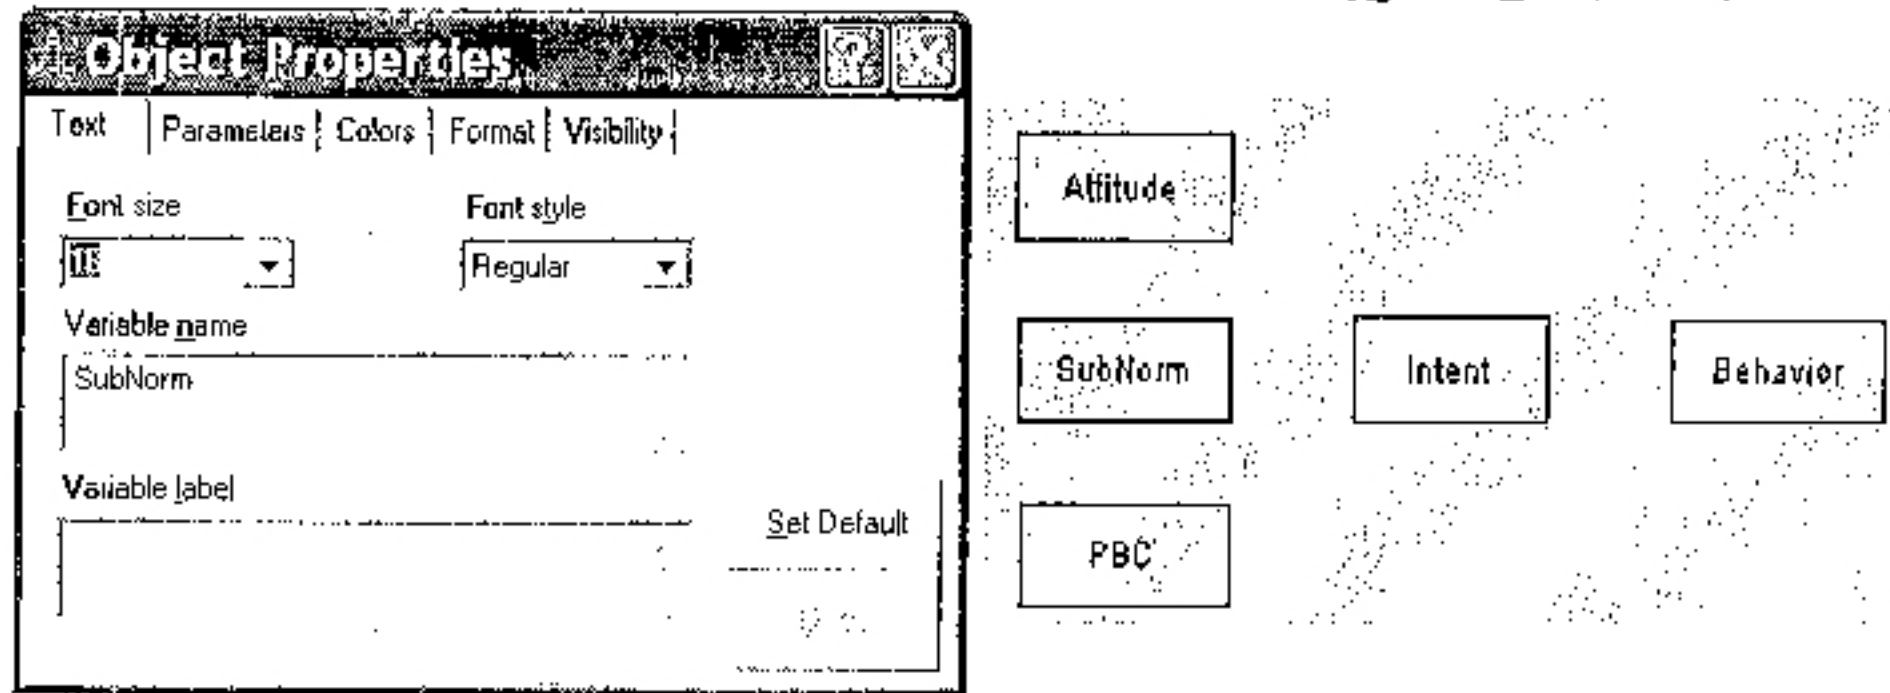 Object Properties
Text Parameters Colors Format Visibility
Font size Font style
Regular
Variable name
SubNorm
Variable label
Set Default
Attitude
SubNorm Intent Behavior
PBC